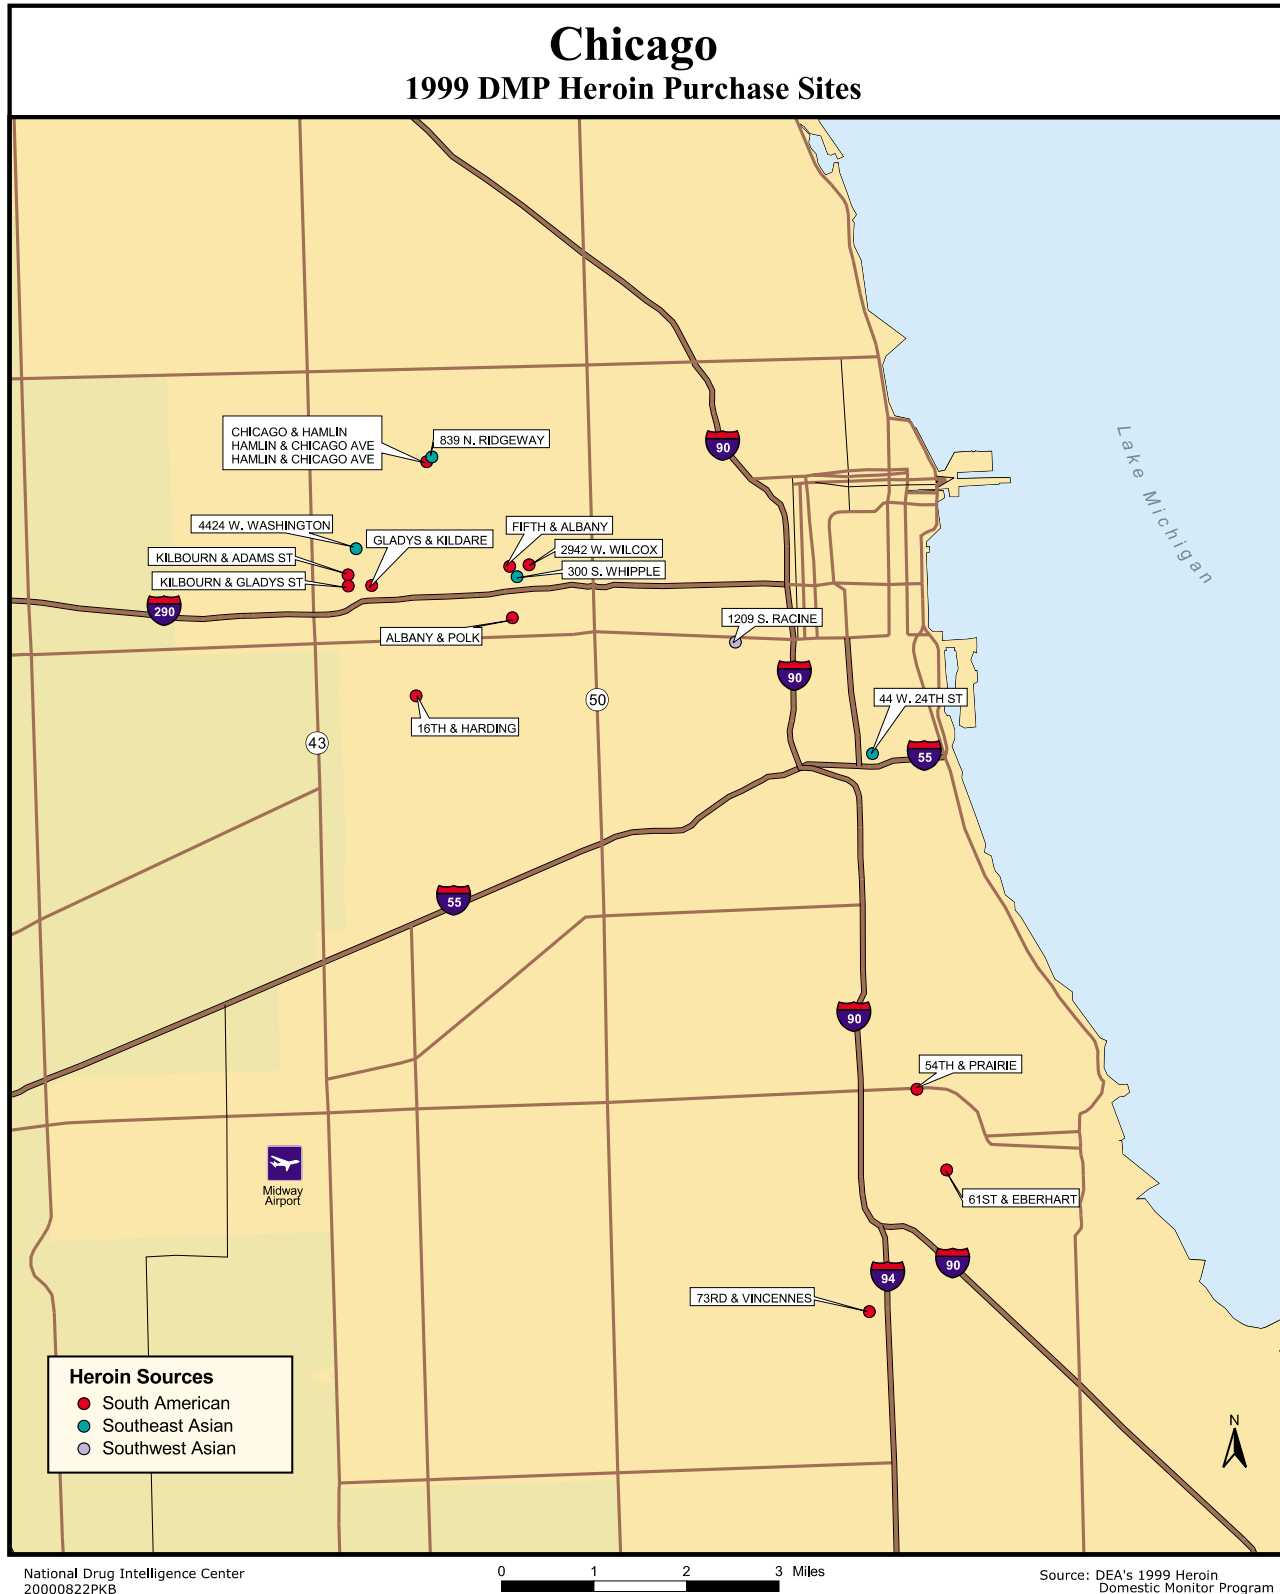 Chicago
1999 DMP Heroin Purchase Sites
Lake Michigan
90
CHICAGO & HAMLIN
HAMLIN & CHICAGO AVE
HAMLIN & CHICAGO AVE
839 N. RIDGEWAY
4424 W. WASHINGTON
FIFTH & ALBANY
GLADYS & KILDARE
2942 W. WILCOX
KILBOURN & ADAMS ST
300 S. WHIPPLE
KILBOURN & GLADYS ST
290
1209 S. RACINE
ALBANY & POLK
90
50
44 W. 24TH ST
16TH & HARDING
43
55
55
90
54TH & PRAIRIE
Midway
Airport
61ST & EBERHART
90
94
73RD & VINCENNES
Heroin Sources
South American
Southeast Asian
Southwest Asian
N
National Drug Intelligence Center
20000822PKB
0 1 2 3 Miles
Source: DEA's 1999 Heroin
Domestic Monitor Program